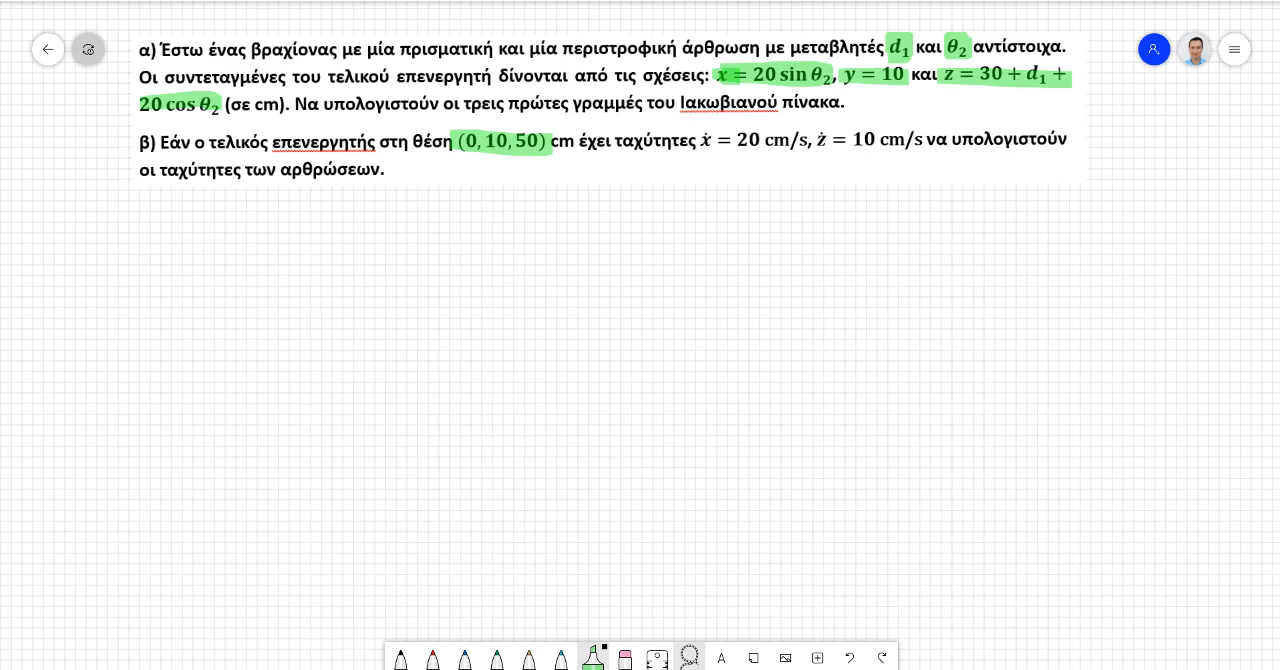 α) Έστω ένας βραχίονας με μία πρισματική και μία περιστροφική άρθρωση με μεταβλητές d₁ και θ₂ αντίστοιχα.
Οι συντεταγμένες του τελικού επενεργητή δίνονται από τις σχέσεις: x = 20 sin θ₂, y = 10 και z = 30 + d₁ +
20 cos θ₂ (σε cm). Να υπολογιστούν οι τρεις πρώτες γραμμές του Ιακωβιανού πίνακα.
β) Εάν ο τελικός επενεργητής στη θέση (0, 10, 50) cm έχει ταχύτητες ẋ = 20 cm/s, ż = 10 cm/s να υπολογιστούν
οι ταχύτητες των αρθρώσεων.